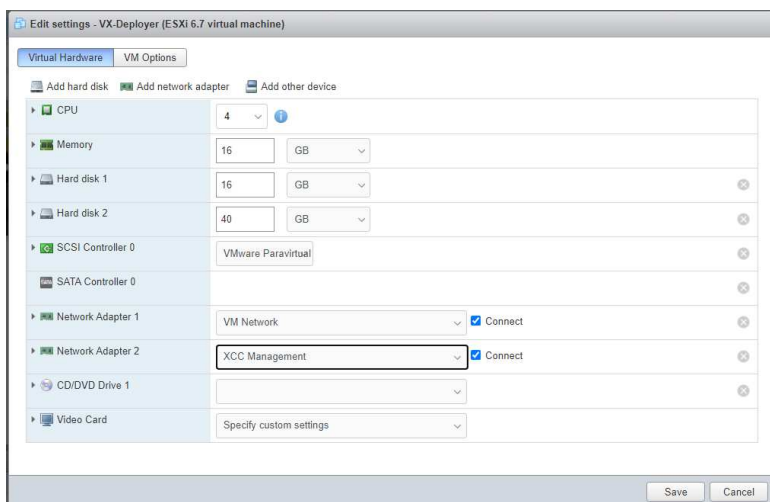 Edit settings - VX-Deployer (ESXi 6.7 virtual machine)
Virtual Hardware VM Options
Add hard disk Add network adapter Add other device
CPU 4
Memory 16 GB
Hard disk 1 16 GB
Hard disk 2 40 GB
SCSI Controller 0 VMware Paravirtual
SATA Controller 0
Network Adapter 1 VM Network Connect
Network Adapter 2 XCC Management Connect
CD/DVD Drive 1
Video Card Specify custom settings
Save Cancel